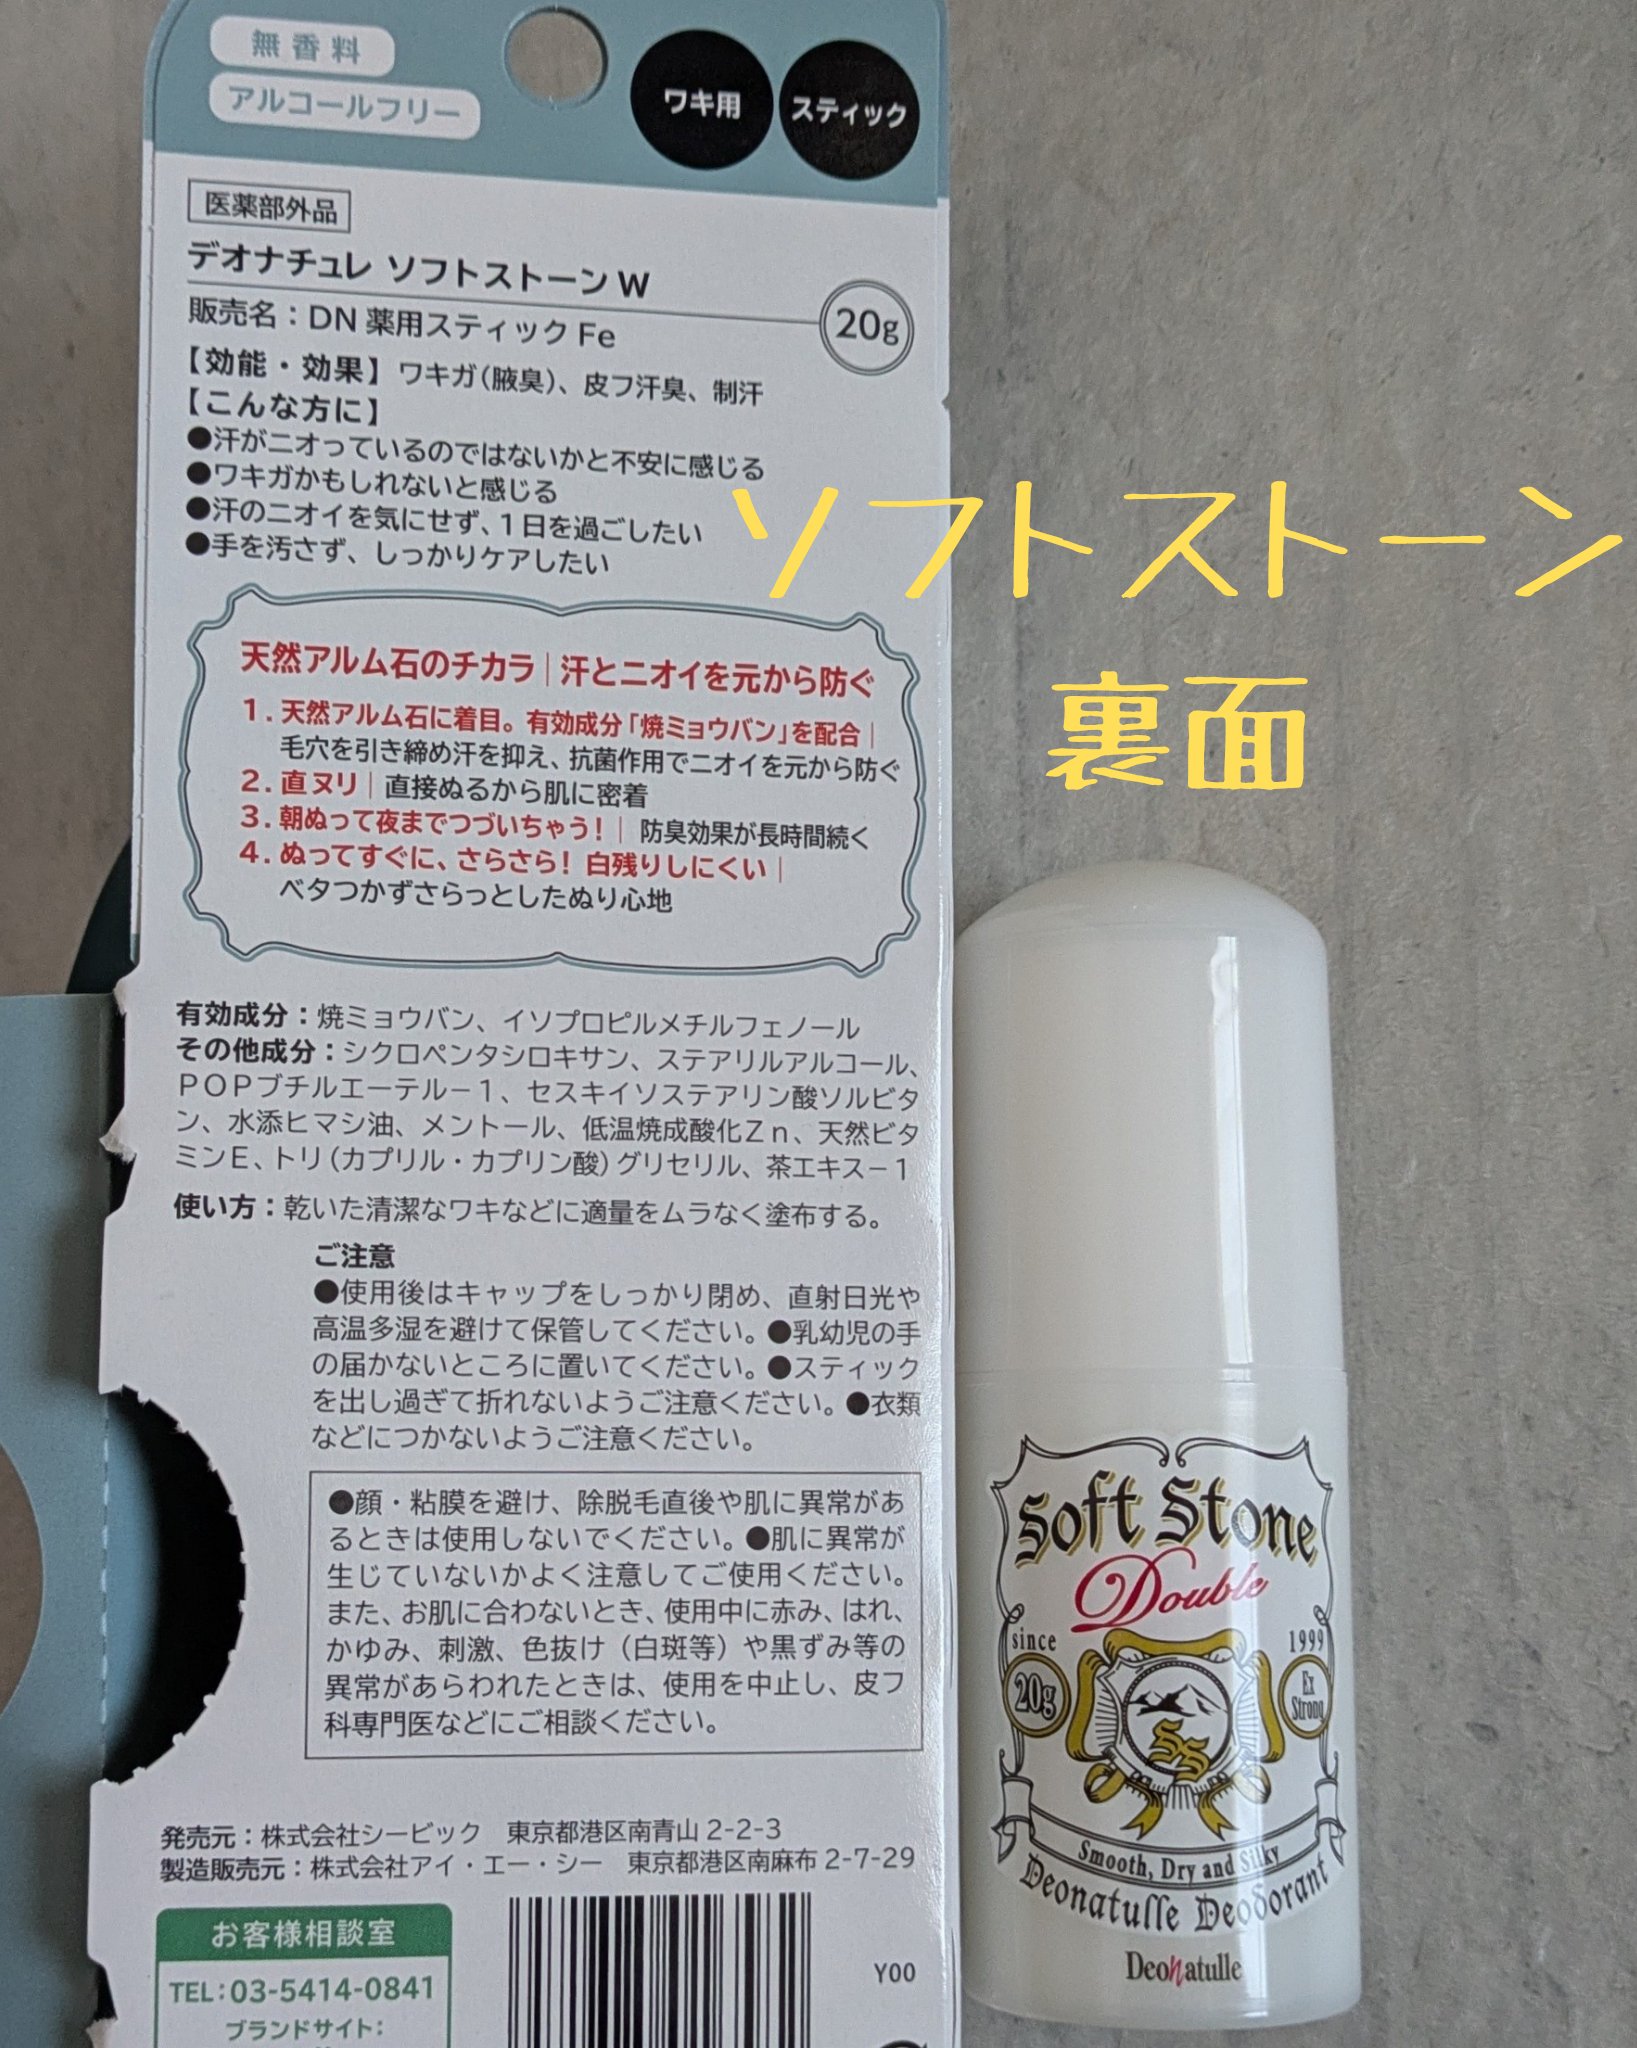 無香料
アルコールフリー
ワキ用
スティック
医薬部外品
デオナチュレ ソフトストーンW
20g
販売名：DN 薬用スティック Fe
【効能・効果】ワキガ(腋臭)、皮フ汗臭、制汗
【こんな方に】
●汗がニオっているのではないかと不安に感じる
●ワキガかもしれないと感じる
●汗のニオイを気にせず、1日を過ごしたい
●手を汚さず、しっかりケアしたい
天然アルム石のチカラ｜汗とニオイを元から防ぐ
1. 天然アルム石に着目。有効成分「焼ミョウバン」を配合｜
毛穴を引き締め汗を抑え、抗菌作用でニオイを元から防ぐ
2. 直ヌリ｜直接ぬるから肌に密着
3. 朝ぬって夜までつづいちゃう!｜防臭効果が長時間続く
4. ぬってすぐに、さらさら! 白残りしにくい｜
ベタつかずさらっとしたぬり心地
有効成分：焼ミョウバン、イソプロピルメチルフェノール
その他成分：シクロペンタシロキサン、ステアリルアルコール、
POPブチルエーテル－1、セスキイソステアリン酸ソルビタ
ン、水添ヒマシ油、メントール、低温焼成酸化Zn、天然ビタ
ミンE、トリ(カプリル・カプリン酸)グリセリル、茶エキス－1
使い方：乾いた清潔なワキなどに適量をムラなく塗布する。
ご注意
●使用後はキャップをしっかり閉め、直射日光や
高温多湿を避けて保管してください。●乳幼児の手
の届かないところに置いてください。●スティック
を出し過ぎて折れないようご注意ください。●衣類
などにつかないようご注意ください。
●顔・粘膜を避け、除脱毛直後や肌に異常があ
るときは使用しないでください。●肌に異常が
生じていないかよく注意してご使用ください。
また、お肌に合わないとき、使用中に赤み、はれ、
かゆみ、刺激、色抜け（白斑等）や黒ずみ等の
異常があらわれたときは、使用を中止し、皮フ
科専門医などにご相談ください。
発売元：株式会社シービック　東京都港区南青山 2-2-3
製造販売元：株式会社アイ・エー・シー　東京都港区南麻布 2-7-29
お客様相談室
TEL：03-5414-0841
ブランドサイト：
Y00
ソフトストーン
裏面
Soft Stone
Double
since 1999
20g
Ex Strong
SS
Smooth, Dry and Silky
Deonatulle Deodorant
Deonatulle